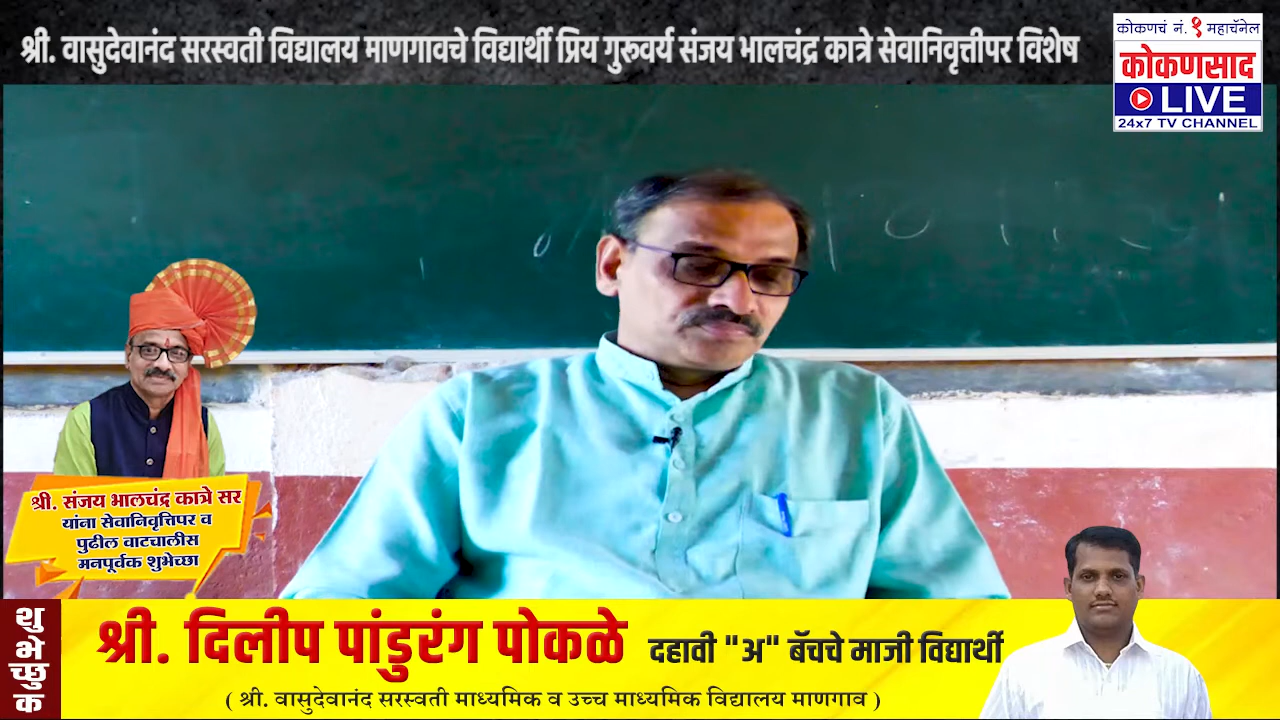 श्री. वासुदेवानंद सरस्वती विद्यालय माणगावचे विद्यार्थी प्रिय गुरूवर्य संजय भालचंद्र कात्रे सेवानिवृत्तीपर विशेष
कोकणचं नं. १ महाचॅनेल
कोकणसाद
LIVE
24x7 TV CHANNEL
श्री. संजय भालचंद्र कात्रे सर
यांना सेवानिवृत्तिपर व
पुढील वाटचालीस
मनपूर्वक शुभेच्छा
शुभेच्छुक
श्री. दिलीप पांडुरंग पोकळे
दहावी "अ" बॅचचे माजी विद्यार्थी
( श्री. वासुदेवानंद सरस्वती माध्यमिक व उच्च माध्यमिक विद्यालय माणगाव )